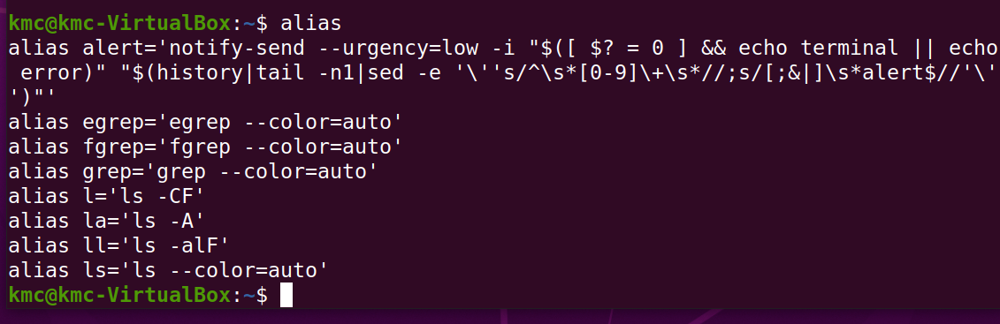 kmc@kmc-VirtualBox:~$ alias
alias alert='notify-send --urgency=low -i "$([ $? = 0 ] && echo terminal || echo
 error)" "$(history|tail -n1|sed -e '\''s/^\s*[0-9]\+\s*//;s/[;&|]\s*alert$//'\'
')"'
alias egrep='egrep --color=auto'
alias fgrep='fgrep --color=auto'
alias grep='grep --color=auto'
alias l='ls -CF'
alias la='ls -A'
alias ll='ls -alF'
alias ls='ls --color=auto'
kmc@kmc-VirtualBox:~$